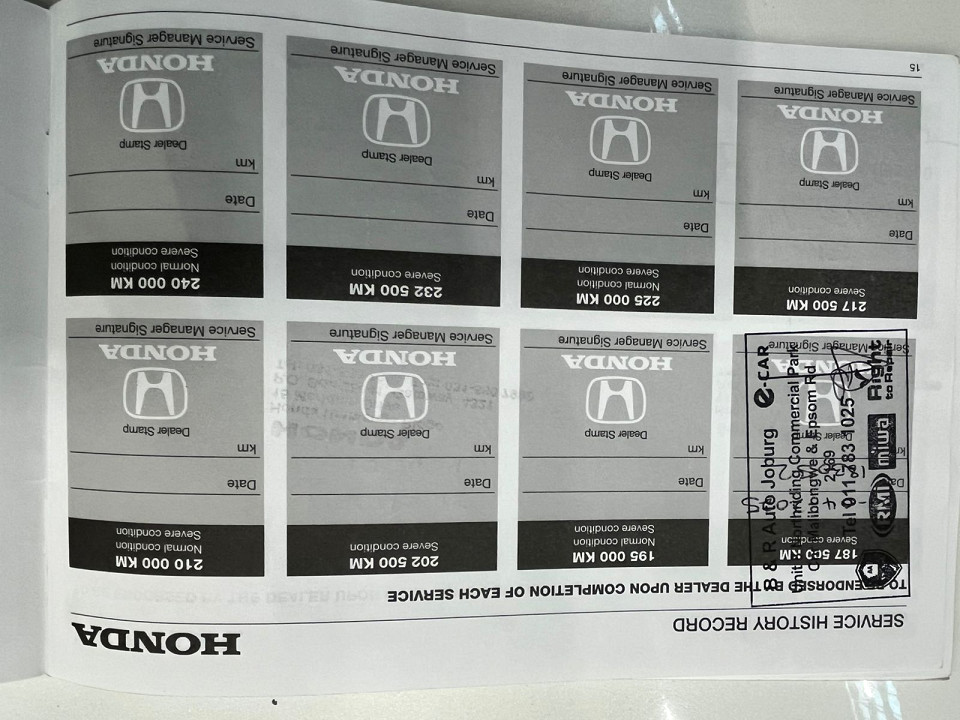 SERVICE HISTORY RECORD
HONDA
TO BE ENDORSED BY THE DEALER UPON COMPLETION OF EACH SERVICE
187 500 KM
Severe condition
Service Manager Signature
B & R Auto Joburg e-CAR
Northriding Commercial Park
& Epsom Rd.
2969
Tel 011
1025
RMI
miwa
Right
to Repair
195 000 KM
Normal condition
Severe condition
Date
km
Dealer Stamp
HONDA
Service Manager Signature
202 500 KM
Severe condition
Date
km
Dealer Stamp
HONDA
Service Manager Signature
210 000 KM
Normal condition
Severe condition
Date
km
Dealer Stamp
HONDA
Service Manager Signature
217 500 KM
Severe condition
Date
km
Dealer Stamp
HONDA
Service Manager Signature
225 000 KM
Normal condition
Severe condition
Date
km
Dealer Stamp
HONDA
Service Manager Signature
232 500 KM
Severe condition
Date
km
Dealer Stamp
HONDA
Service Manager Signature
240 000 KM
Normal condition
Severe condition
Date
km
Dealer Stamp
HONDA
Service Manager Signature
15